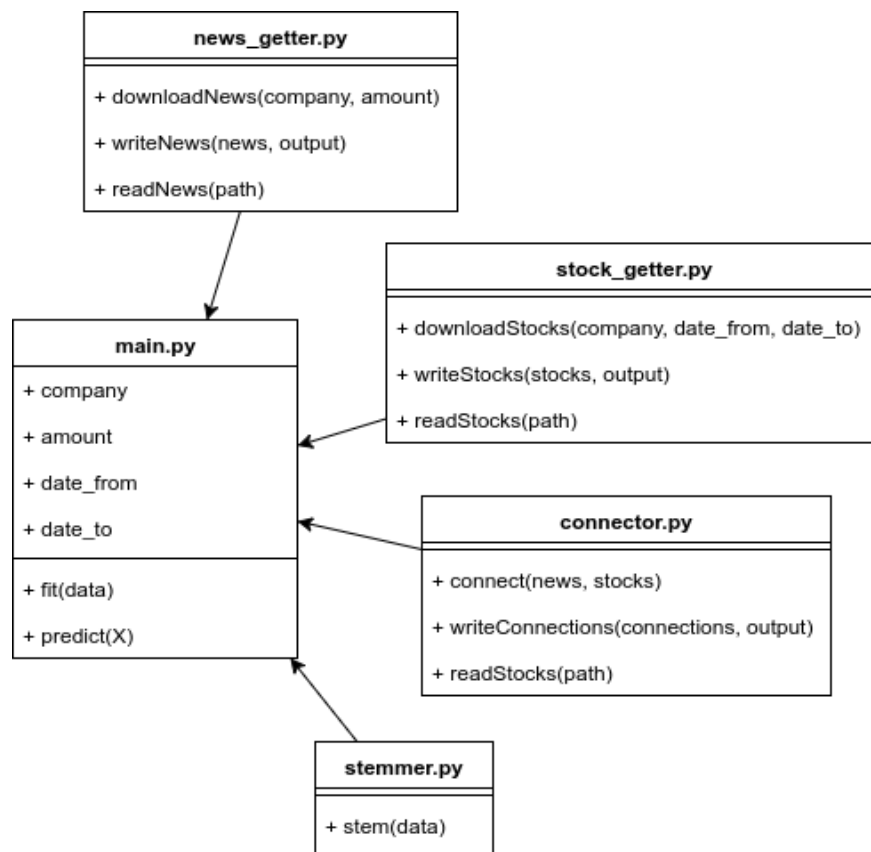 news_getter.py
+ downloadNews(company, amount)
+ writeNews(news, output)
+ readNews(path)
stock_getter.py
+ downloadStocks(company, date_from, date_to)
+ writeStocks(stocks, output)
+ readStocks(path)
main.py
+ company
+ amount
+ date_from
+ date_to
+ fit(data)
+ predict(X)
connector.py
+ connect(news, stocks)
+ writeConnections(connections, output)
+ readStocks(path)
stemmer.py
+ stem(data)